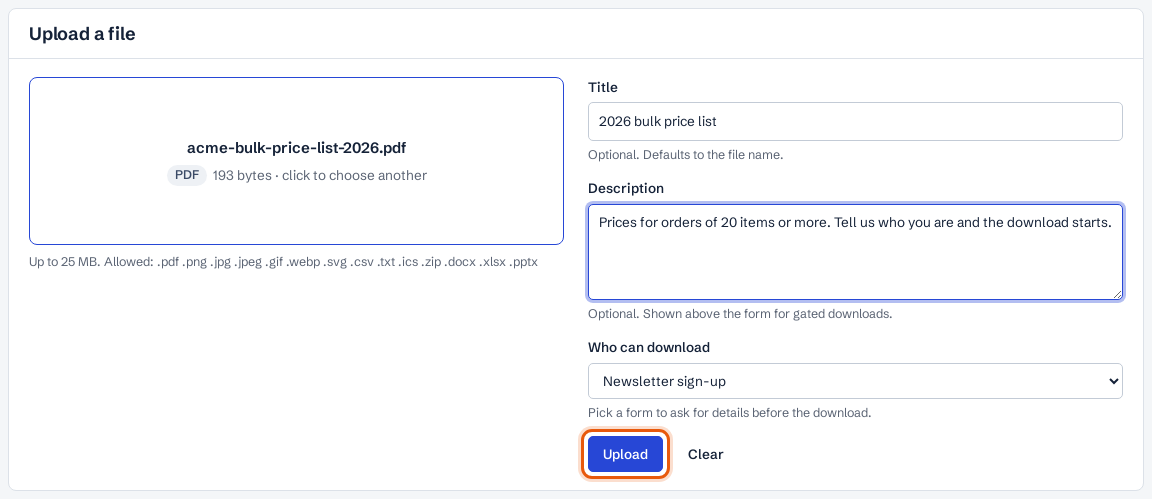 Upload a file
acme-bulk-price-list-2026.pdf
PDF 193 bytes · click to choose another
Up to 25 MB. Allowed: .pdf .png .jpg .jpeg .gif .webp .svg .csv .txt .ics .zip .docx .xlsx .pptx
Title
2026 bulk price list
Optional. Defaults to the file name.
Description
Prices for orders of 20 items or more. Tell us who you are and the download starts.
Optional. Shown above the form for gated downloads.
Who can download
Newsletter sign-up
Pick a form to ask for details before the download.
Upload Clear